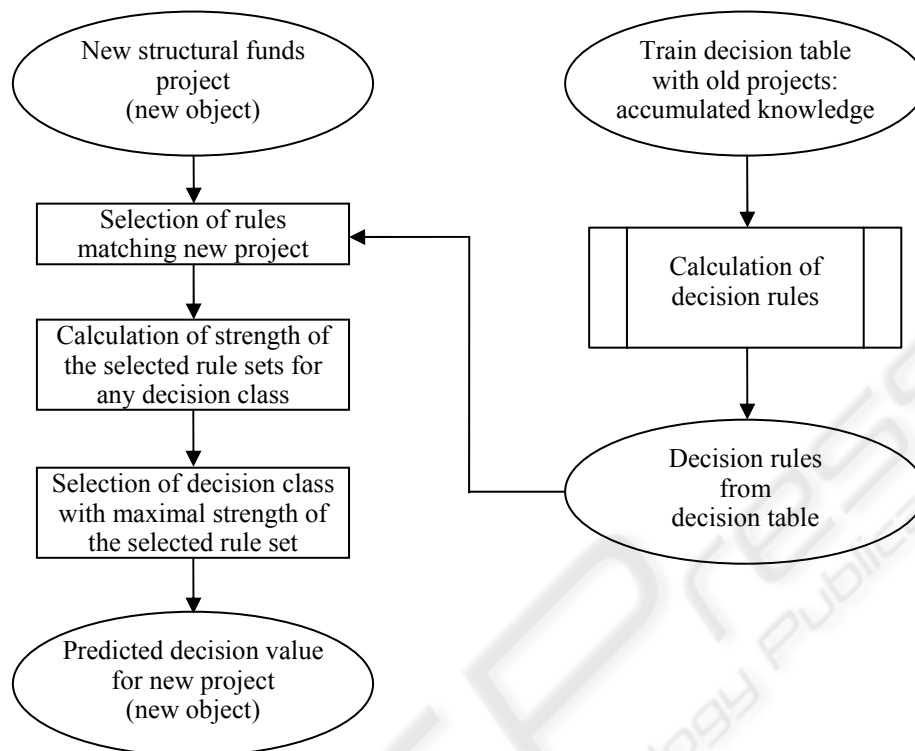 New structural funds
project
(new object)
Selection of rules
matching new project
Calculation of strength of
the selected rule sets for
any decision class
Selection of decision class
with maximal strength of
the selected rule set
Predicted decision value
for new project
(new object)
Train decision table
with old projects:
accumulated knowledge
Calculation of
decision rules
Decision rules
from
decision table
Press
ology Public